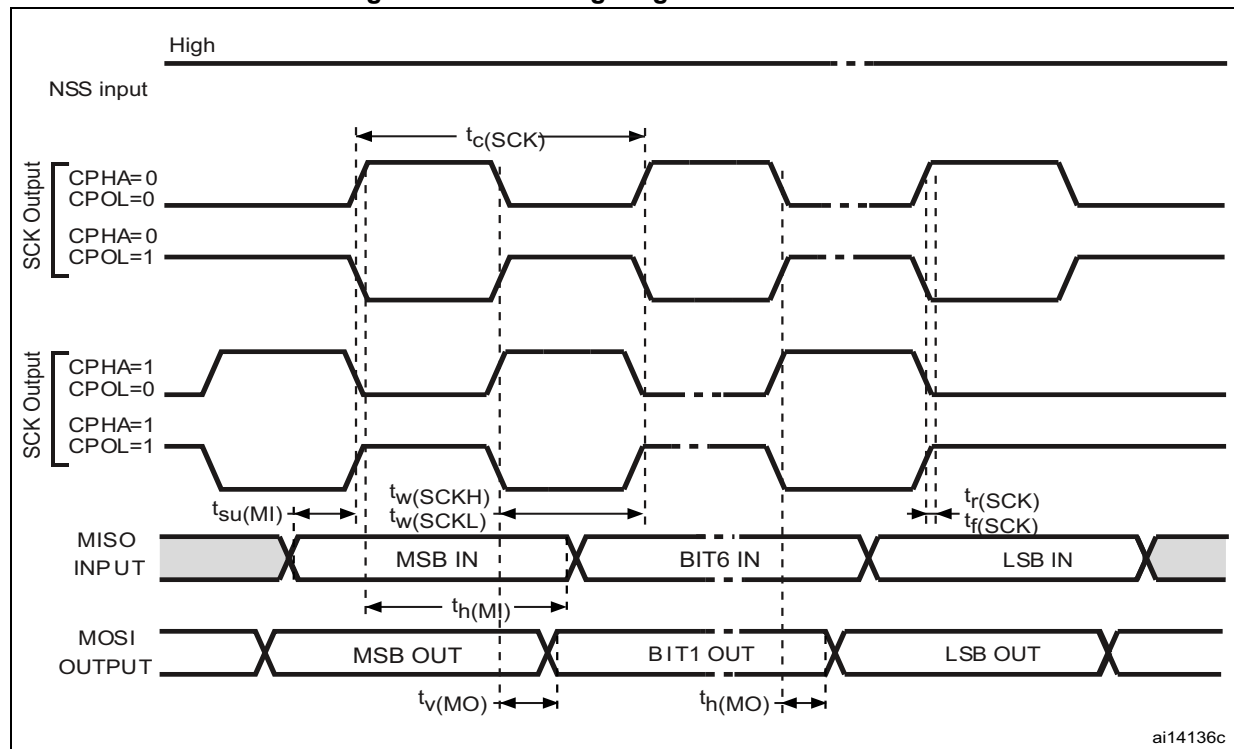 High
NSS input
tc(SCK)
SCK Output
CPHA=0
CPOL=0
CPHA=0
CPOL=1
SCK Output
CPHA=1
CPOL=0
CPHA=1
CPOL=1
tsu(MI)
tw(SCKH)
tw(SCKL)
tr(SCK)
tf(SCK)
MISO
INPUT
MSB IN
BIT6 IN
LSB IN
th(MI)
MOSI
OUTPUT
MSB OUT
BIT1 OUT
LSB OUT
tv(MO)
th(MO)
ai14136c